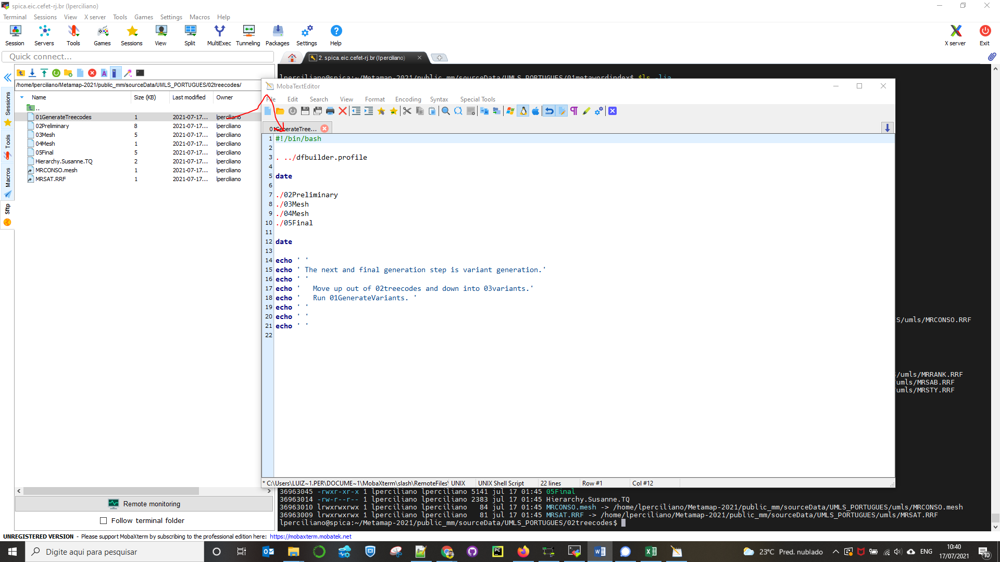 spica.eic.cefet-rj.br (lperciliano)
Terminal Sessions View X server Tools Games Settings Macros Help
Session Servers Tools Games Sessions View Split MultiExec Tunneling Packages Settings Help X server Exit
Quick connect...
2. spica.eic.cefet-rj.br (lperciliano)
/home/lperciliano/Metamap-2021/public_mm/sourceData/UMLS_PORTUGUES/02treecodes/
Name Size (KB) Last modified Owner
..
01GenerateTreecodes 1 2021-07-17... lperciliano
02Preliminary 8 2021-07-17... lperciliano
03Mesh 5 2021-07-17... lperciliano
04Mesh 1 2021-07-17... lperciliano
05Final 5 2021-07-17... lperciliano
Hierarchy.Susanne.TQ 2 2021-07-17... lperciliano
MRCONSO.mesh 1 2021-07-17... lperciliano
MRSAT.RRF 1 2021-07-17... lperciliano
Sessions
Tools
Macros
Sftp
Remote monitoring
Follow terminal folder
lperciliano@spica:~/Metamap-2021/public_mm/sourceData/UMLS_PORTUGUES/01metawordindex$ $ls -lia
MobaTextEditor
File Edit Search View Format Encoding Syntax Special Tools
01GenerateTree...
1 #!/bin/bash
2
3 . ../dfbuilder.profile
4
5 date
6
7 ./02Preliminary
8 ./03Mesh
9 ./04Mesh
10 ./05Final
11
12 date
13
14 echo ' '
15 echo ' The next and final generation step is variant generation.'
16 echo ' '
17 echo '   Move up out of 02treecodes and down into 03variants.'
18 echo '   Run 01GenerateVariants. '
19 echo ' '
20 echo ' '
21 echo ' '
22
* C:\Users\LUIZ~1.PER\DOCUME~1\MobaXterm\slash\RemoteFiles\ UNIX UNIX Shell Script 22 lines Row #1 Col #12
S/umls/MRCONSO.RRF
/umls/MRRANK.RRF
umls/MRSAB.RRF
umls/MRSTY.RRF
36963045 -rwxr-xr-x 1 lperciliano lperciliano 5141 jul 17 01:45 05Final
36963014 -rw-r--r-- 1 lperciliano lperciliano 2383 jul 17 01:45 Hierarchy.Susanne.TQ
36963010 lrwxrwxrwx 1 lperciliano lperciliano   84 jul 17 01:45 MRCONSO.mesh -> /home/lperciliano/Metamap-2021/public_mm/sourceData/UMLS_PORTUGUES/umls/MRCONSO.mesh
36963009 lrwxrwxrwx 1 lperciliano lperciliano   81 jul 17 01:45 MRSAT.RRF -> /home/lperciliano/Metamap-2021/public_mm/sourceData/UMLS_PORTUGUES/umls/MRSAT.RRF
lperciliano@spica:~/Metamap-2021/public_mm/sourceData/UMLS_PORTUGUES/02treecodes$
UNREGISTERED VERSION - Please support MobaXterm by subscribing to the professional edition here: https://mobaxterm.mobatek.net
Digite aqui para pesquisar
23°C Pred. nublado
ENG
10:40
17/07/2021
10